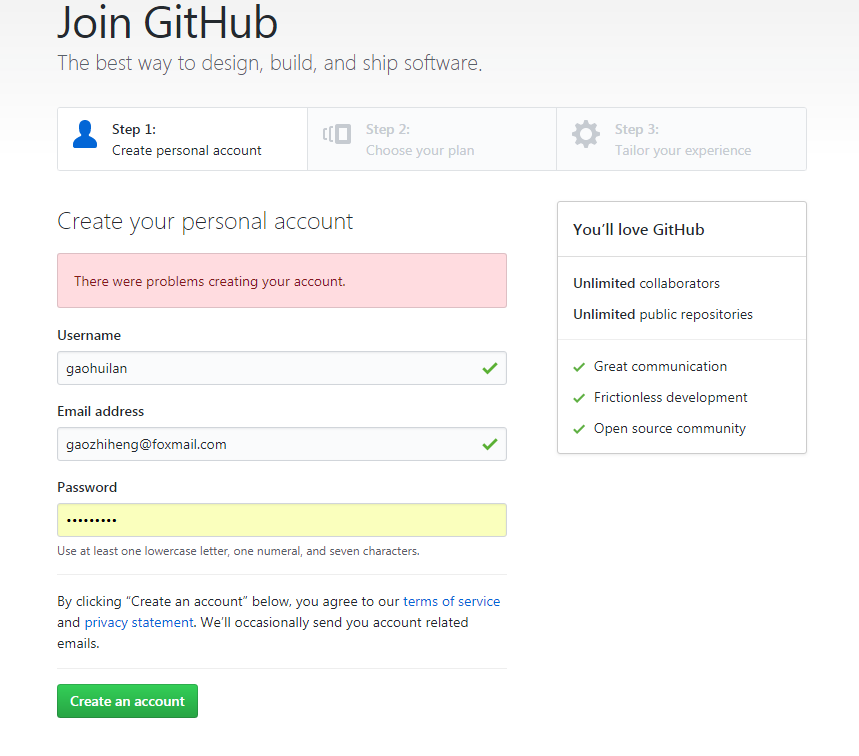 Join GitHub
The best way to design, build, and ship software.
Step 1:
Create personal account
Step 2:
Choose your plan
Step 3:
Tailor your experience
Create your personal account
There were problems creating your account.
Username
gaohuilan
Email address
gaozhiheng@foxmail.com
Password
•••••••••
Use at least one lowercase letter, one numeral, and seven characters.
By clicking “Create an account” below, you agree to our terms of service
and privacy statement. We’ll occasionally send you account related
emails.
Create an account
You’ll love GitHub
Unlimited collaborators
Unlimited public repositories
Great communication
Frictionless development
Open source community